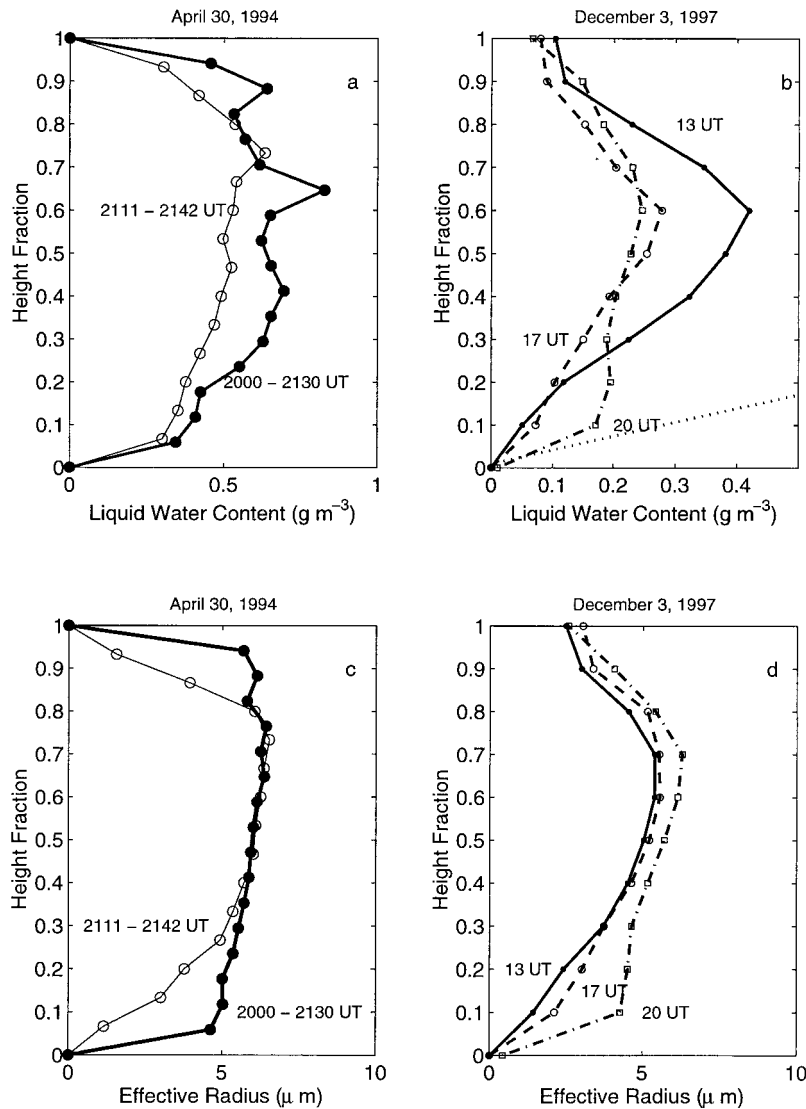 April 30, 1994
a
2111 – 2142 UT
2000 – 2130 UT
Height Fraction
1
0.9
0.8
0.7
0.6
0.5
0.4
0.3
0.2
0.1
0
0 0.5 1
Liquid Water Content (g m⁻³)
December 3, 1997
b
13 UT
17 UT
20 UT
Height Fraction
1
0.9
0.8
0.7
0.6
0.5
0.4
0.3
0.2
0.1
0
0 0.1 0.2 0.3 0.4
Liquid Water Content (g m⁻³)
April 30, 1994
c
2111 – 2142 UT
2000 – 2130 UT
Height Fraction
1
0.9
0.8
0.7
0.6
0.5
0.4
0.3
0.2
0.1
0
0 5 10
Effective Radius (μ m)
December 3, 1997
d
13 UT
17 UT
20 UT
Height Fraction
1
0.9
0.8
0.7
0.6
0.5
0.4
0.3
0.2
0.1
0
0 5 10
Effective Radius (μ m)